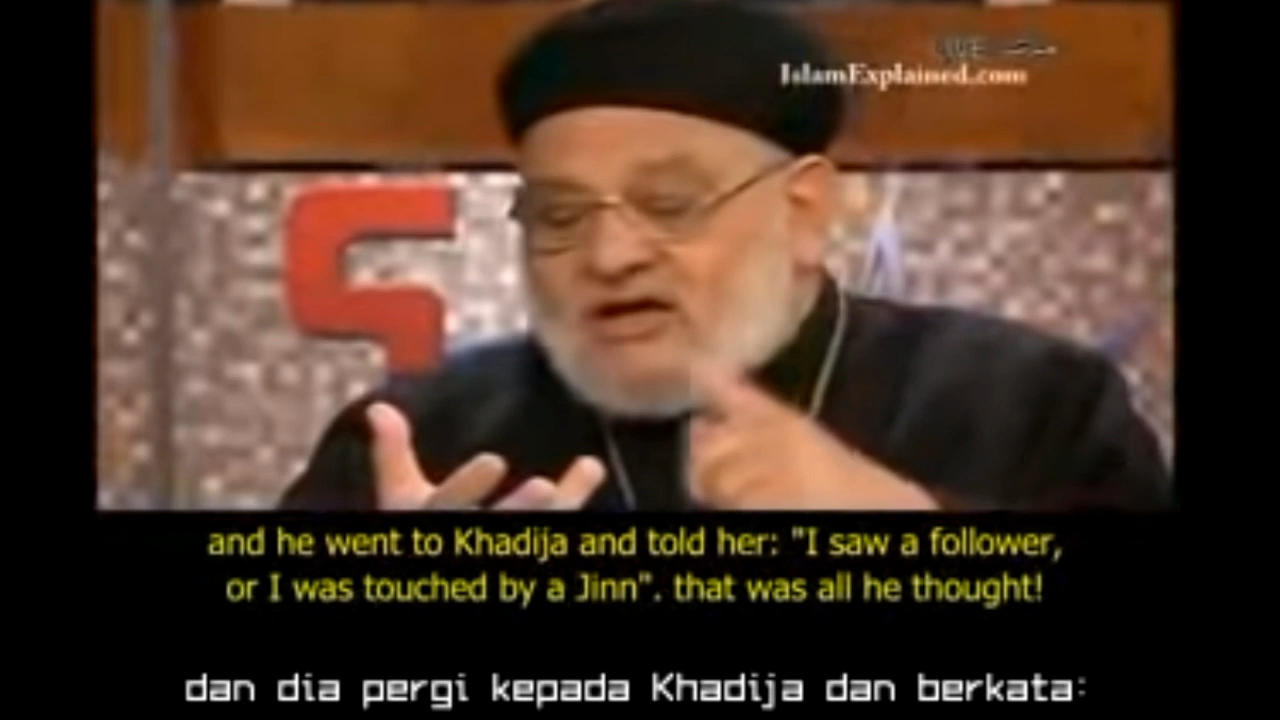 IslamExplained.com
and he went to Khadija and told her: "I saw a follower,
or I was touched by a Jinn". that was all he thought!
dan dia pergi kepada Khadija dan berkata: